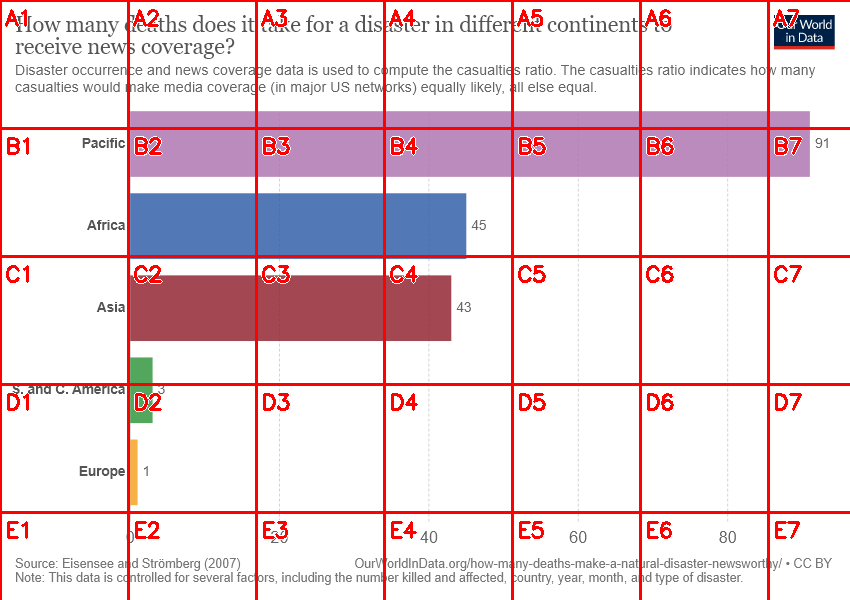 How many deaths does it take for a disaster in different continents to
receive news coverage?
Our World
in Data
Disaster occurrence and news coverage data is used to compute the casualties ratio. The casualties ratio indicates how many
casualties would make media coverage (in major US networks) equally likely, all else equal.
A1 A2 A3 A4 A5 A6 A7
B1 B2 B3 B4 B5 B6 B7
Pacific 91
Africa 45
C1 C2 C3 C4 C5 C6 C7
Asia 43
S. and C. America 3
D1 D2 D3 D4 D5 D6 D7
Europe 1
E1 E2 E3 E4 E5 E6 E7
0 20 40 60 80
Source: Eisensee and Strömberg (2007) OurWorldInData.org/how-many-deaths-make-a-natural-disaster-newsworthy/ • CC BY
Note: This data is controlled for several factors, including the number killed and affected, country, year, month, and type of disaster.